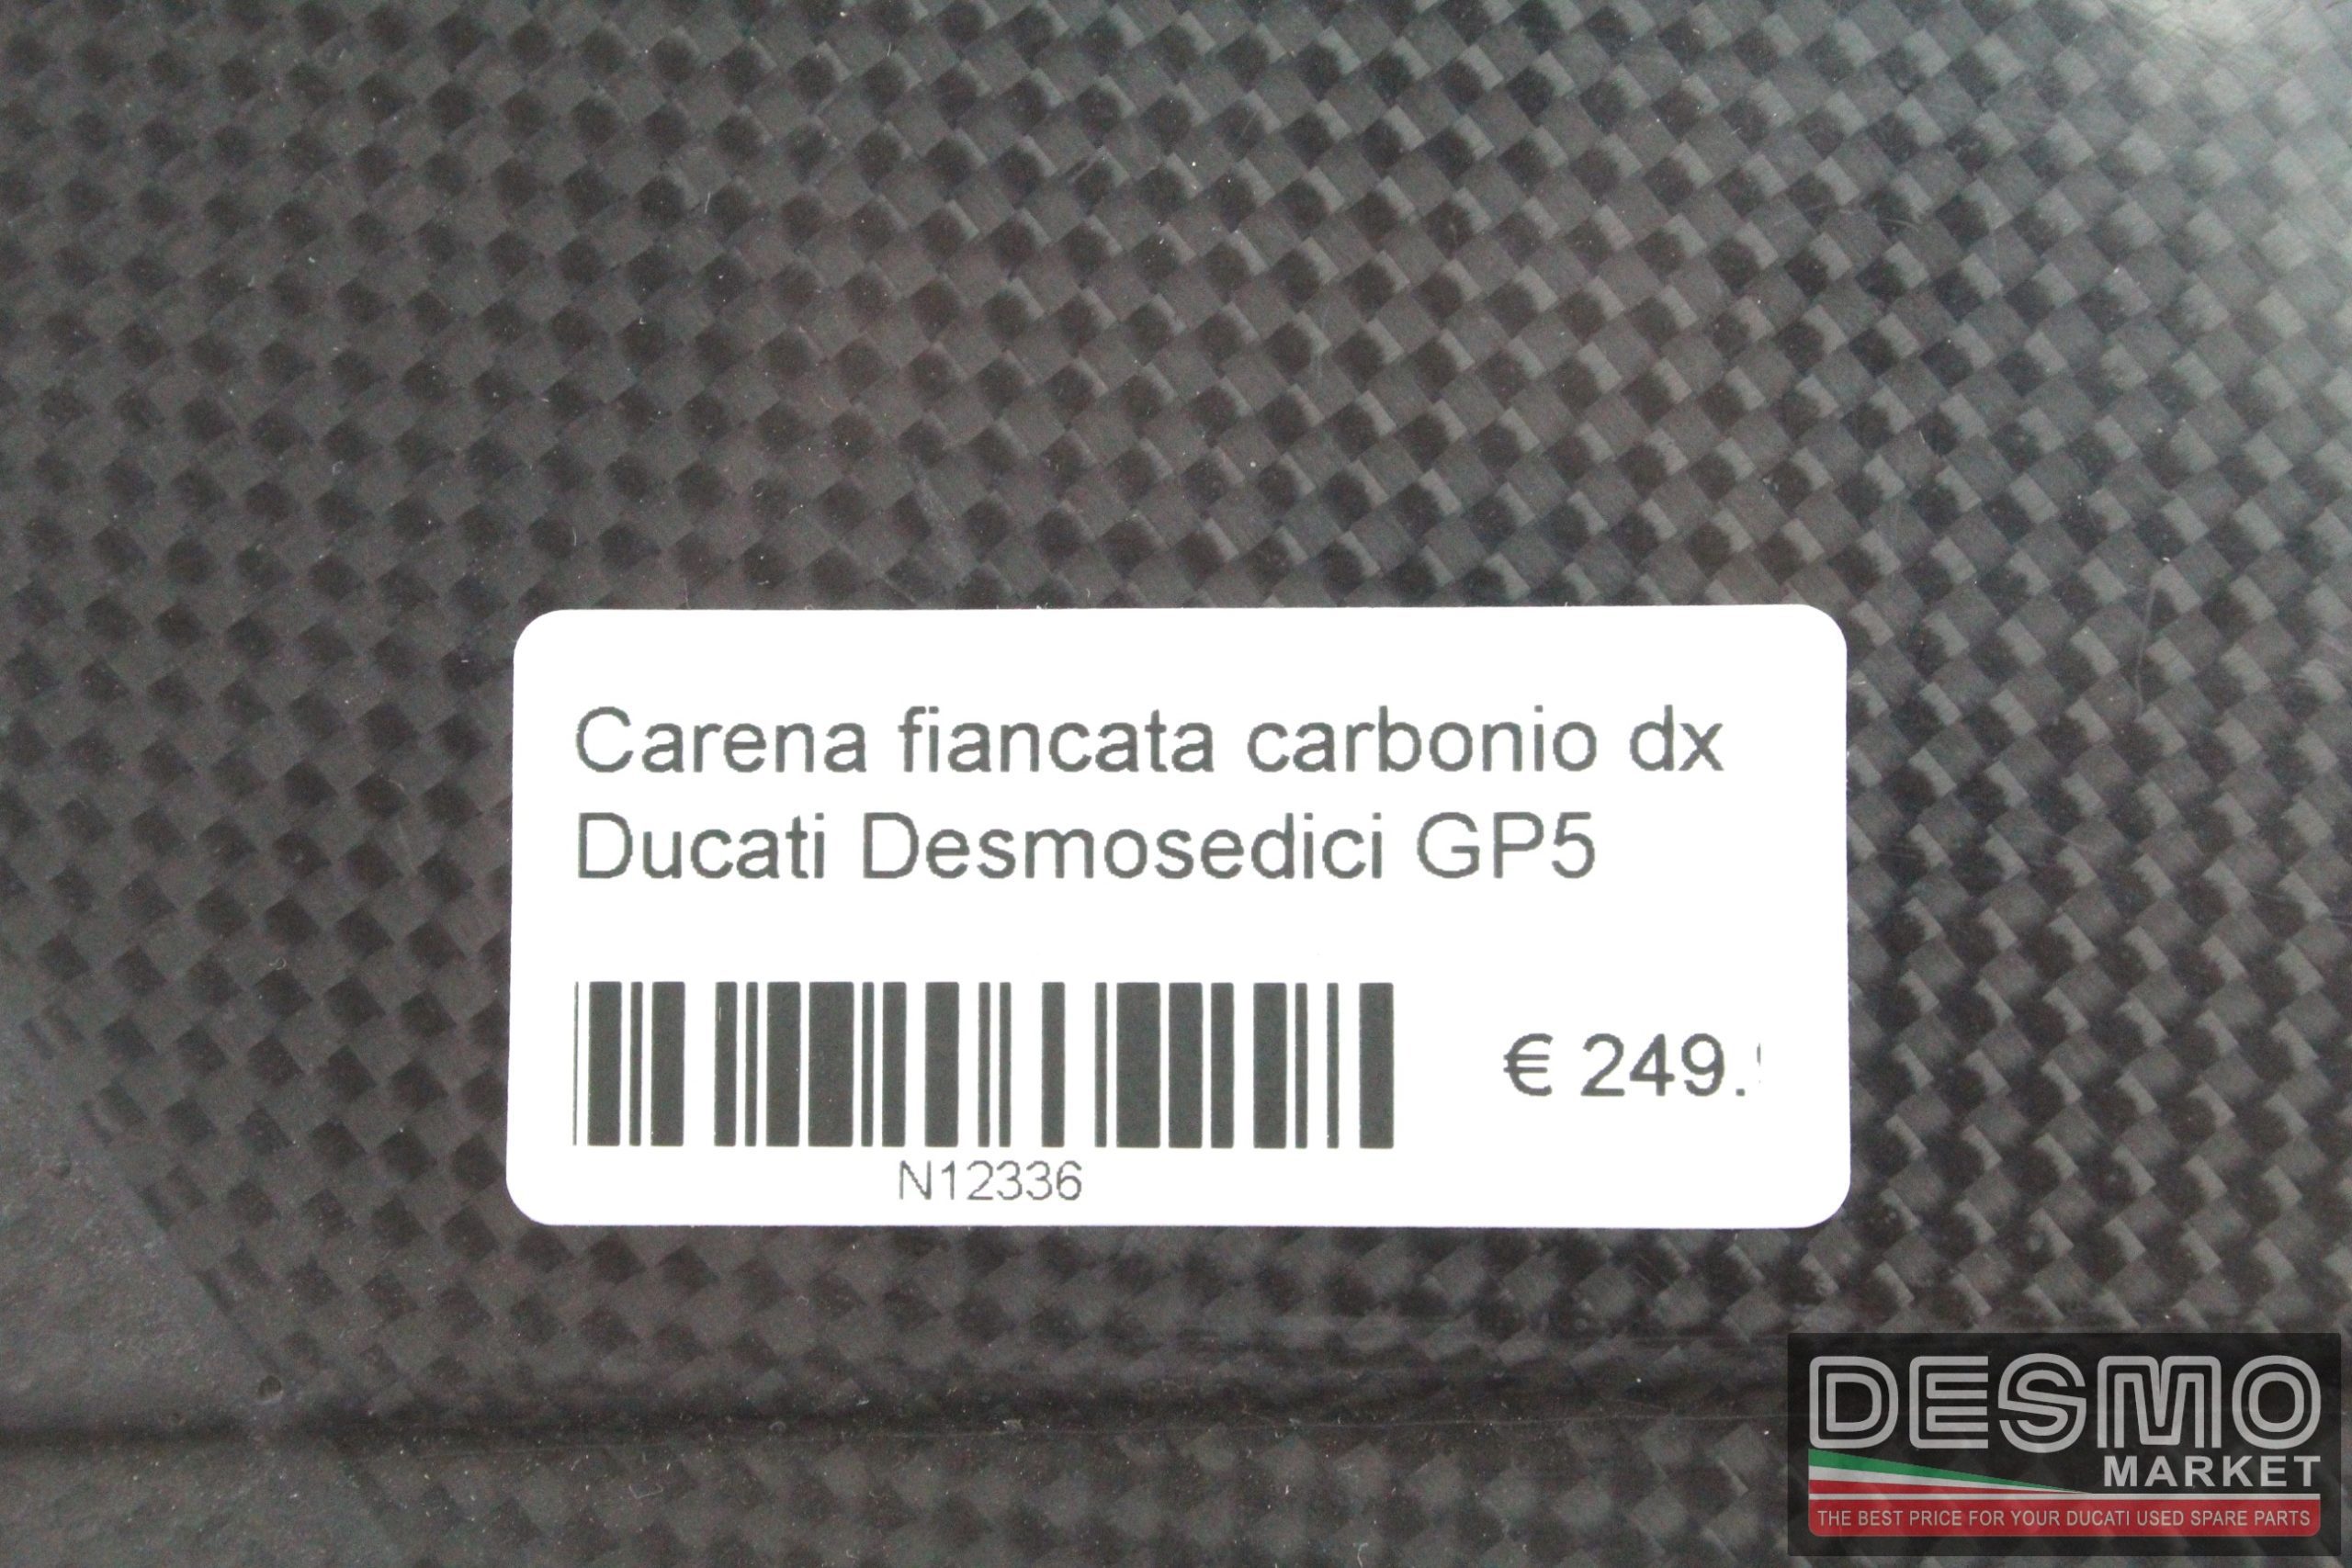 Carena fiancata carbonio dx
Ducati Desmosedici GP5
€ 249.
N12336
DESMO
MARKET
THE BEST PRICE FOR YOUR DUCATI USED SPARE PARTS